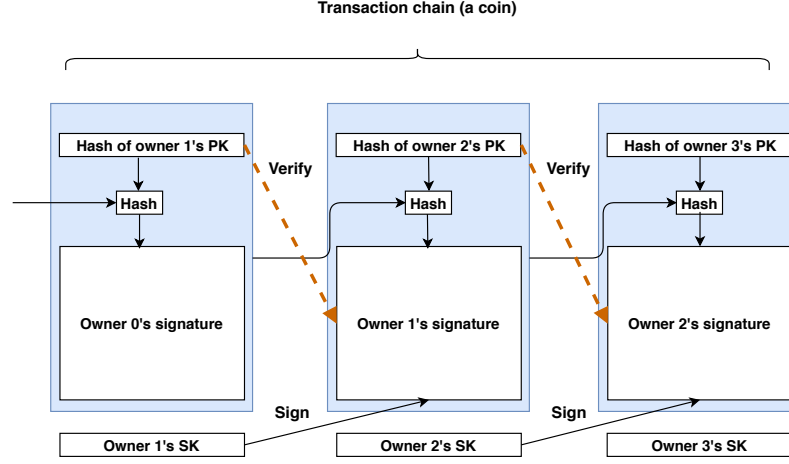 Transaction chain (a coin)
Hash of owner 1's PK
Hash of owner 2's PK
Hash of owner 3's PK
Verify
Verify
Hash
Hash
Hash
Owner 0's signature
Owner 1's signature
Owner 2's signature
Sign
Sign
Owner 1's SK
Owner 2's SK
Owner 3's SK